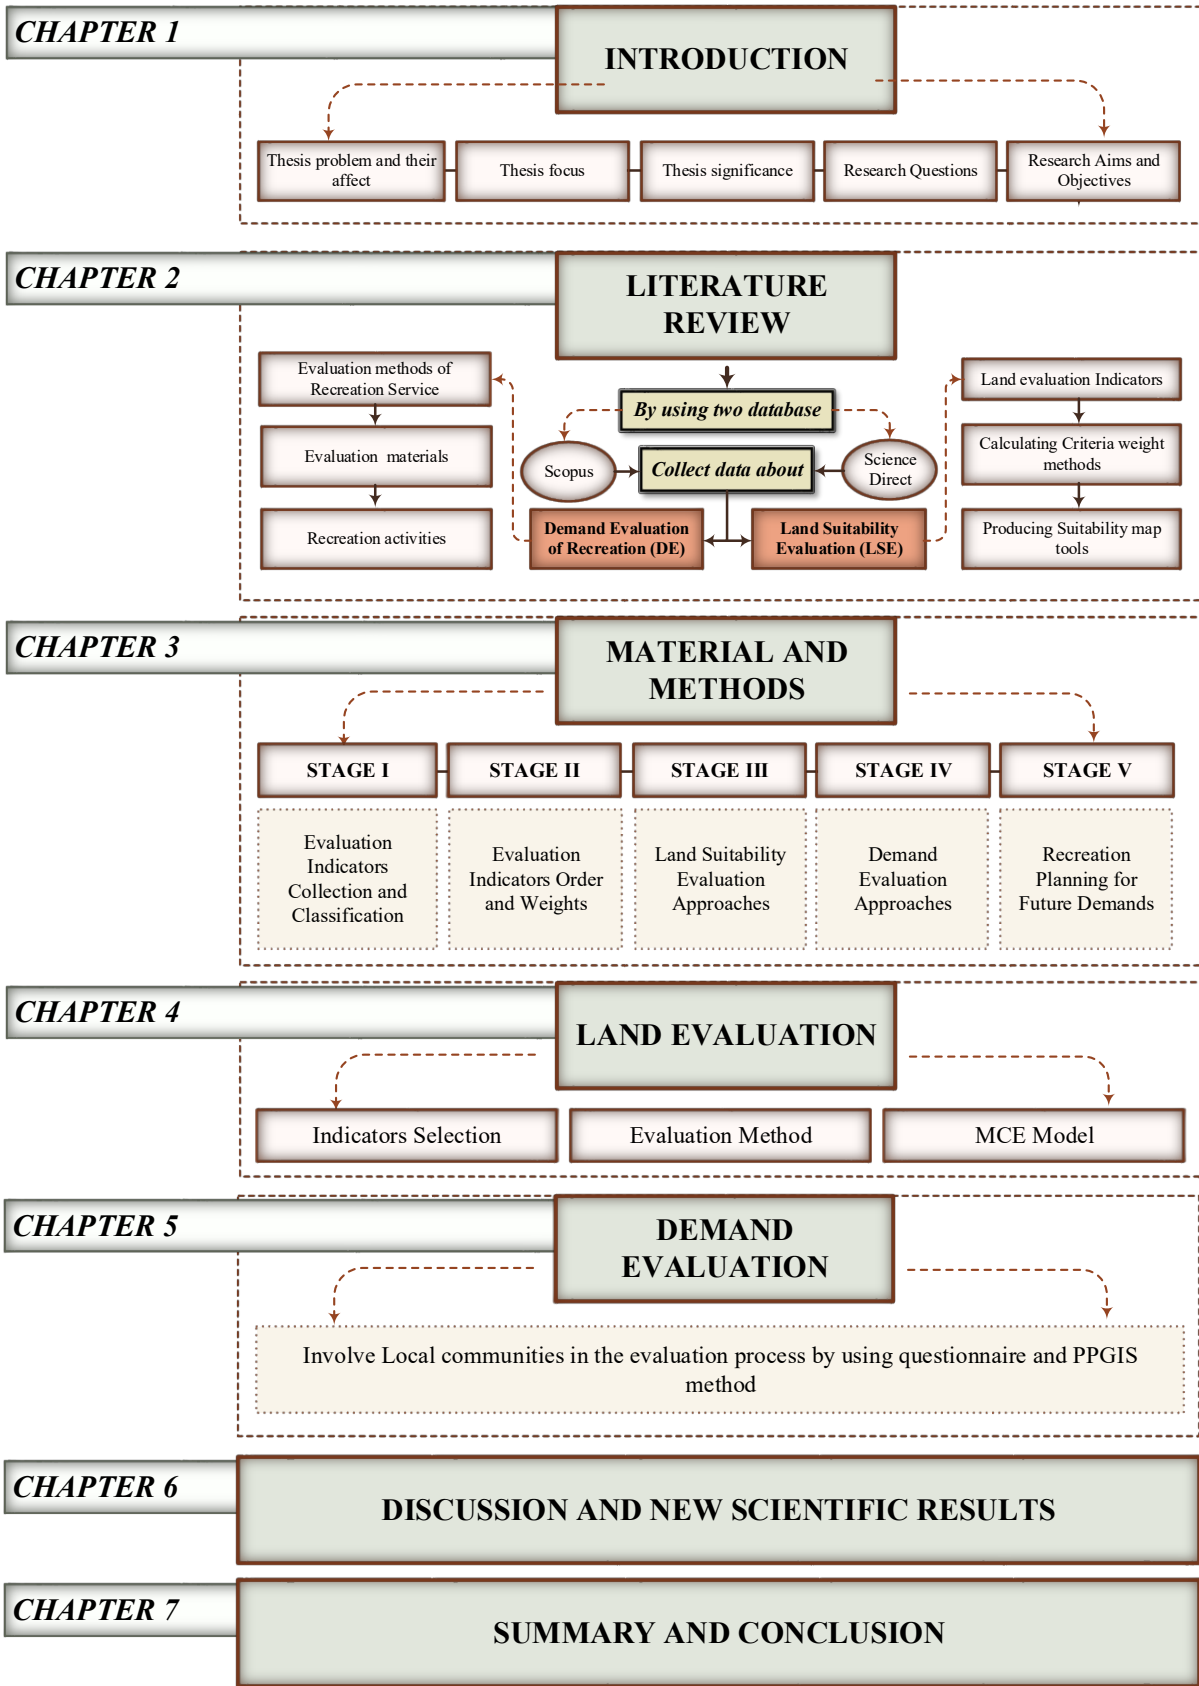 CHAPTER 1
INTRODUCTION
Thesis problem and their
affect
Thesis focus
Thesis significance
Research Questions
Research Aims and
Objectives
CHAPTER 2
LITERATURE
REVIEW
Evaluation methods of
Recreation Service
Evaluation materials
Recreation activities
By using two database
Scopus
Science
Direct
Collect data about
Demand Evaluation
of Recreation (DE)
Land Suitability
Evaluation (LSE)
Land evaluation Indicators
Calculating Criteria weight
methods
Producing Suitability map
tools
CHAPTER 3
MATERIAL AND
METHODS
STAGE I
STAGE II
STAGE III
STAGE IV
STAGE V
Evaluation
Indicators
Collection and
Classification
Evaluation
Indicators Order
and Weights
Land Suitability
Evaluation
Approaches
Demand
Evaluation
Approaches
Recreation
Planning for
Future Demands
CHAPTER 4
LAND EVALUATION
Indicators Selection
Evaluation Method
MCE Model
CHAPTER 5
DEMAND
EVALUATION
Involve Local communities in the evaluation process by using questionnaire and PPGIS
method
CHAPTER 6
DISCUSSION AND NEW SCIENTIFIC RESULTS
CHAPTER 7
SUMMARY AND CONCLUSION